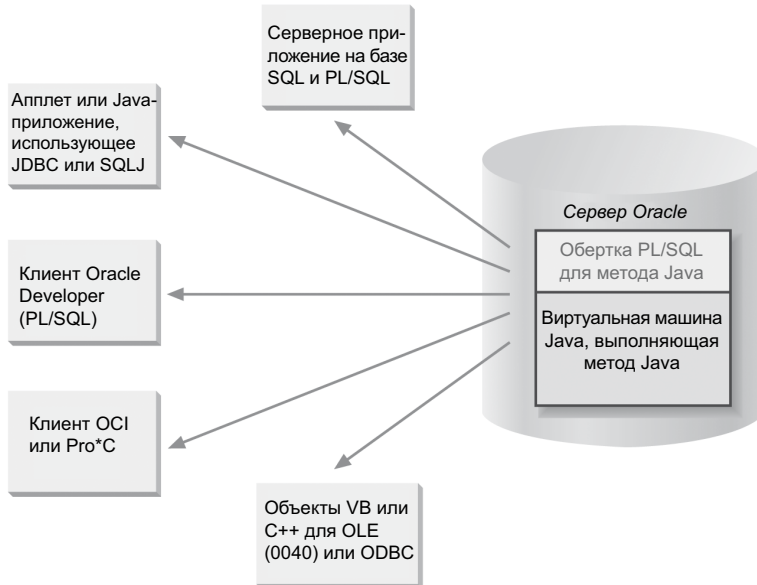 Серверное при-
ложение на базе
SQL и PL/SQL
Апплет или Java-
приложение,
использующее
JDBC или SQLJ
Клиент Oracle
Developer
(PL/SQL)
Клиент OCI
или Pro*C
Объекты VB или
C++ для OLE
(0040) или ODBC
Сервер Oracle
Обертка PL/SQL
для метода Java
Виртуальная машина
Java, выполняющая
метод Java